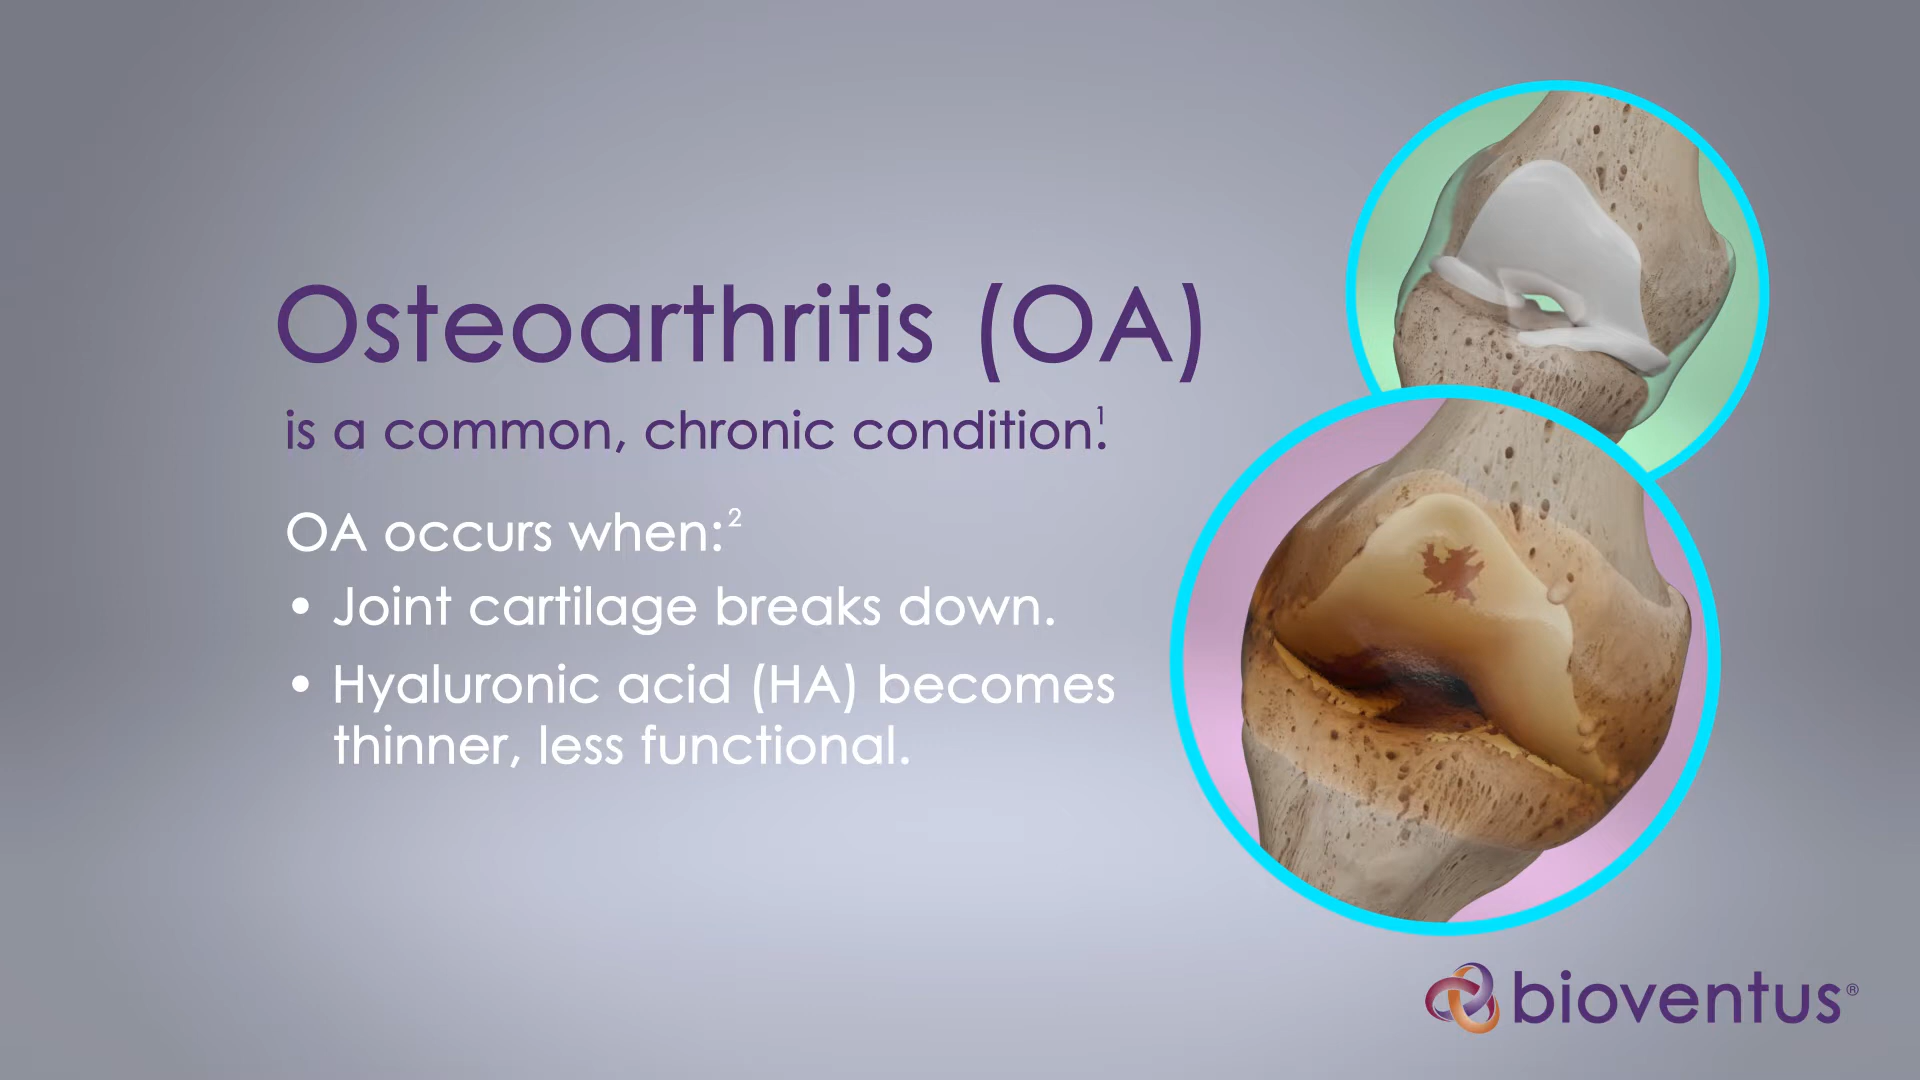 Osteoarthritis (OA)
is a common, chronic condition.¹
OA occurs when:²
• Joint cartilage breaks down.
• Hyaluronic acid (HA) becomes
thinner, less functional.
bioventus®